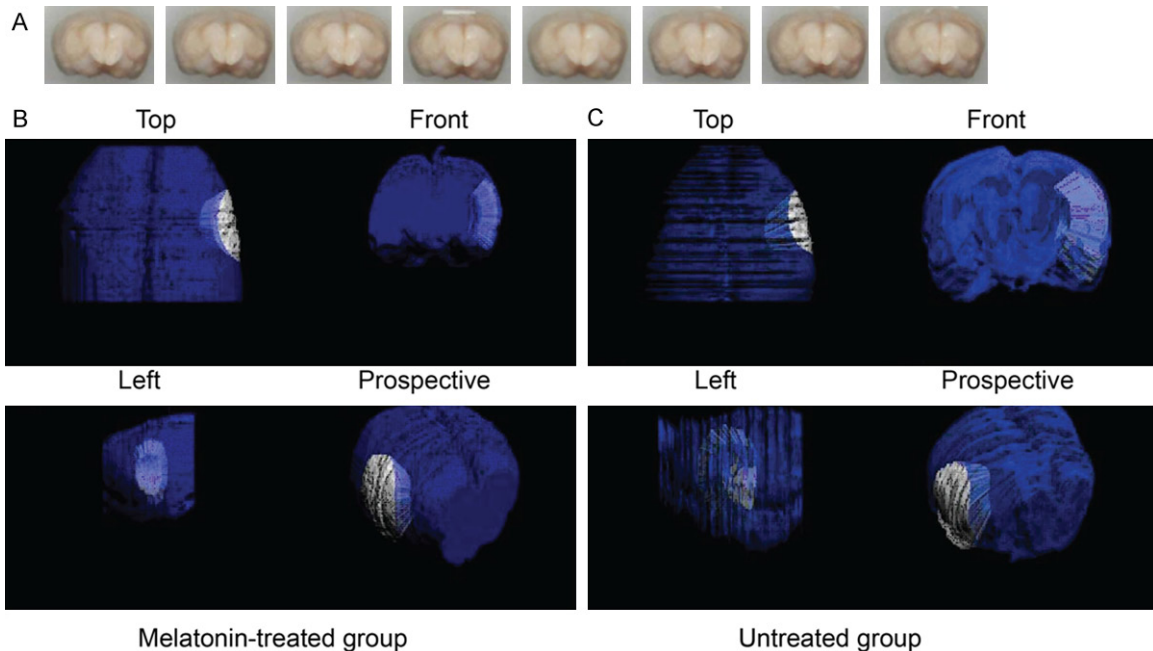 A
B Top Front C Top Front
Left Prospective Left Prospective
Melatonin-treated group Untreated group